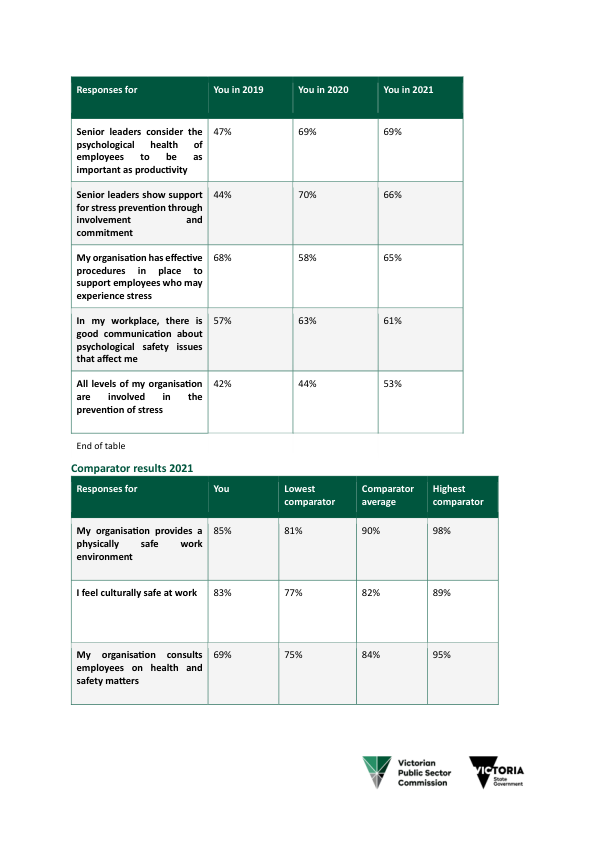 Responses for You in 2019 You in 2020 You in 2021
Senior leaders consider the 47% 69% 69%
psychological health of
employees to be as
important as productivity
Senior leaders show support 44% 70% 66%
for stress prevention through
involvement and
commitment
My organisation has effective 68% 58% 65%
procedures in place to
support employees who may
experience stress
In my workplace, there is 57% 63% 61%
good communication about
psychological safety issues
that affect me
All levels of my organisation 42% 44% 53%
are involved in the
prevention of stress
End of table
Comparator results 2021
Responses for You Lowest Comparator Highest
comparator average comparator
My organisation provides a 85% 81% 90% 98%
physically safe work
environment
I feel culturally safe at work 83% 77% 82% 89%
My organisation consults 69% 75% 84% 95%
employees on health and
safety matters
Victorian
Public Sector
Commission
VICTORIA
State
Government